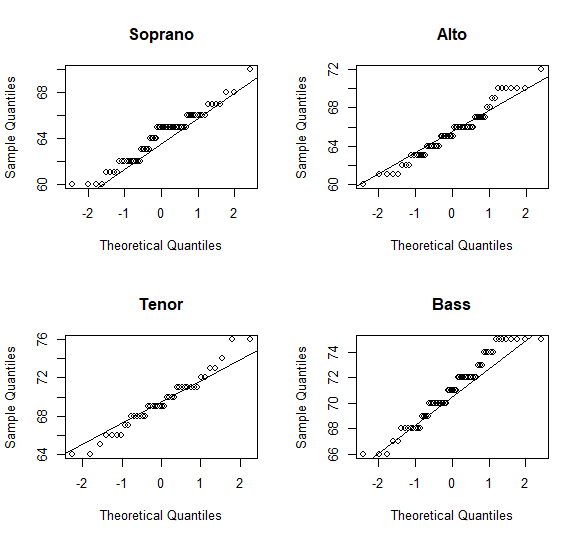 Soprano
Sample Quantiles
60 64 68
-2 -1 0 1 2
Theoretical Quantiles
Alto
Sample Quantiles
60 64 68 72
-2 -1 0 1 2
Theoretical Quantiles
Tenor
Sample Quantiles
64 68 72 76
-2 -1 0 1 2
Theoretical Quantiles
Bass
Sample Quantiles
66 68 70 74
-2 -1 0 1 2
Theoretical Quantiles